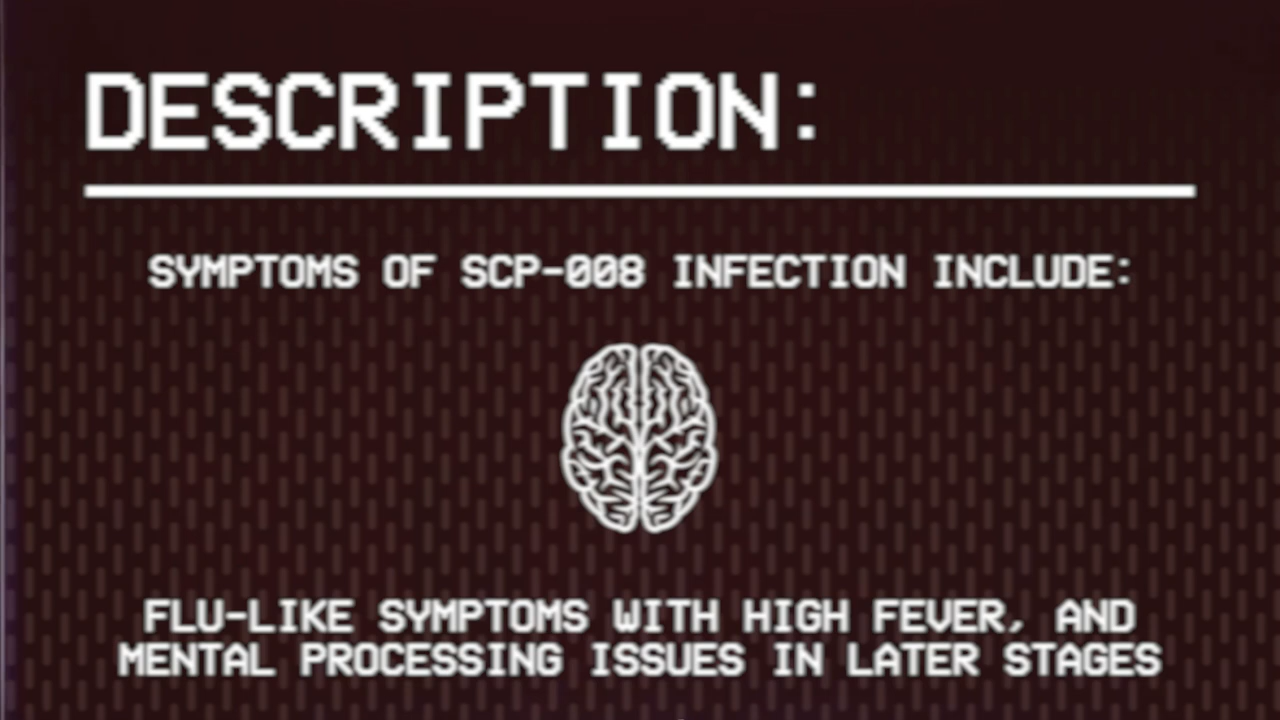 DESCRIPTION:
SYMPTOMS OF SCP-008 INFECTION INCLUDE:
FLU-LIKE SYMPTOMS WITH HIGH FEVER, AND
MENTAL PROCESSING ISSUES IN LATER STAGES